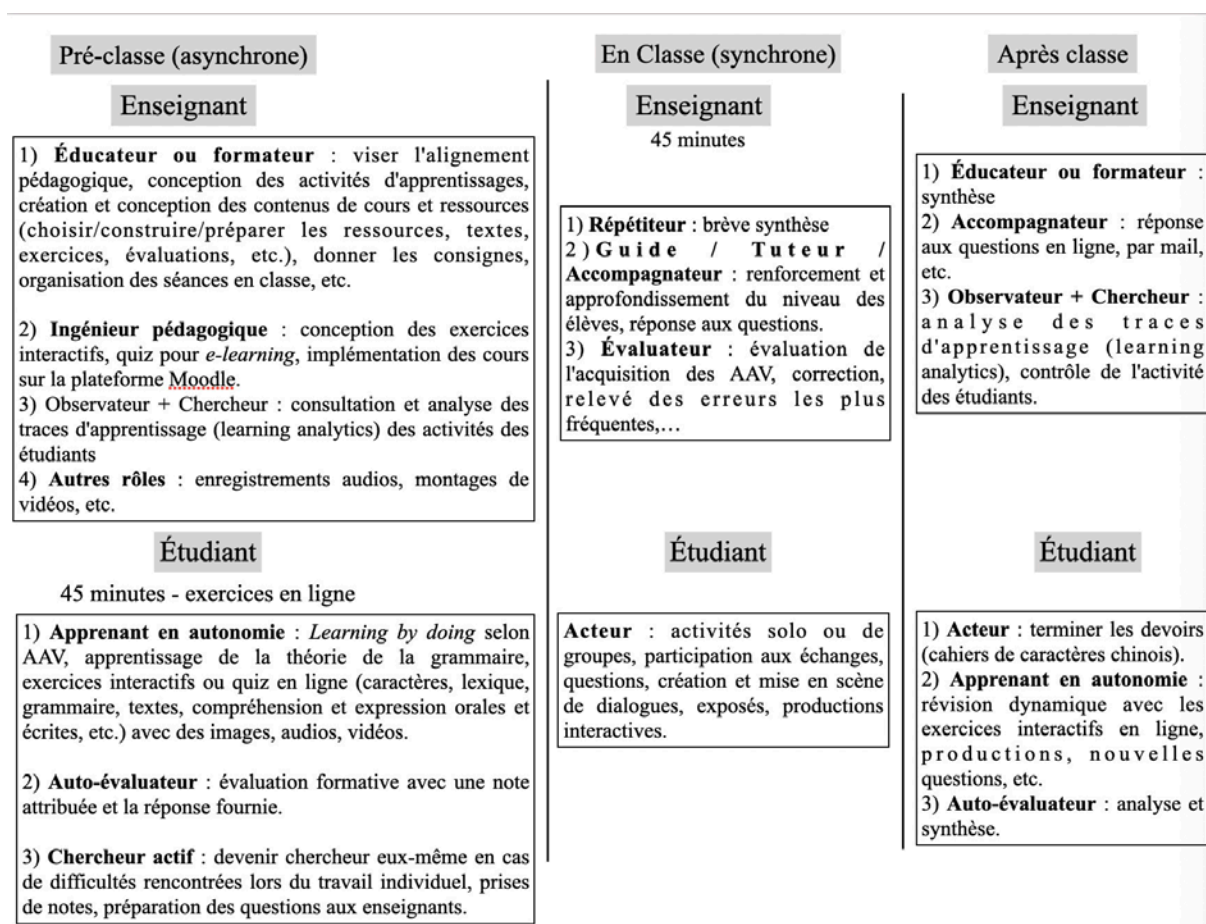 Pré-classe (asynchrone)
Enseignant
1) Éducateur ou formateur : viser l'alignement
pédagogique, conception des activités d'apprentissages,
création et conception des contenus de cours et ressources
(choisir/construire/préparer les ressources, textes,
exercices, évaluations, etc.), donner les consignes,
organisation des séances en classe, etc.
2) Ingénieur pédagogique : conception des exercices
interactifs, quiz pour e-learning, implémentation des cours
sur la plateforme Moodle.
3) Observateur + Chercheur : consultation et analyse des
traces d'apprentissage (learning analytics) des activités des
étudiants
4) Autres rôles : enregistrements audios, montages de
vidéos, etc.
Étudiant
45 minutes - exercices en ligne
1) Apprenant en autonomie : Learning by doing selon
AAV, apprentissage de la théorie de la grammaire,
exercices interactifs ou quiz en ligne (caractères, lexique,
grammaire, textes, compréhension et expression orales et
écrites, etc.) avec des images, audios, vidéos.
2) Auto-évaluateur : évaluation formative avec une note
attribuée et la réponse fournie.
3) Chercheur actif : devenir chercheur eux-même en cas
de difficultés rencontrées lors du travail individuel, prises
de notes, préparation des questions aux enseignants.
En Classe (synchrone)
Enseignant
45 minutes
1) Répétiteur : brève synthèse
2) Guide / Tuteur /
Accompagnateur : renforcement et
approfondissement du niveau des
élèves, réponse aux questions.
3) Évaluateur : évaluation de
l'acquisition des AAV, correction,
relevé des erreurs les plus
fréquentes,…
Étudiant
Acteur : activités solo ou de
groupes, participation aux échanges,
questions, création et mise en scène
de dialogues, exposés, productions
interactives.
Après classe
Enseignant
1) Éducateur ou formateur :
synthèse
2) Accompagnateur : réponse
aux questions en ligne, par mail,
etc.
3) Observateur + Chercheur :
analyse des traces
d'apprentissage (learning
analytics), contrôle de l'activité
des étudiants.
Étudiant
1) Acteur : terminer les devoirs
(cahiers de caractères chinois).
2) Apprenant en autonomie :
révision dynamique avec les
exercices interactifs en ligne,
productions, nouvelles
questions, etc.
3) Auto-évaluateur : analyse et
synthèse.